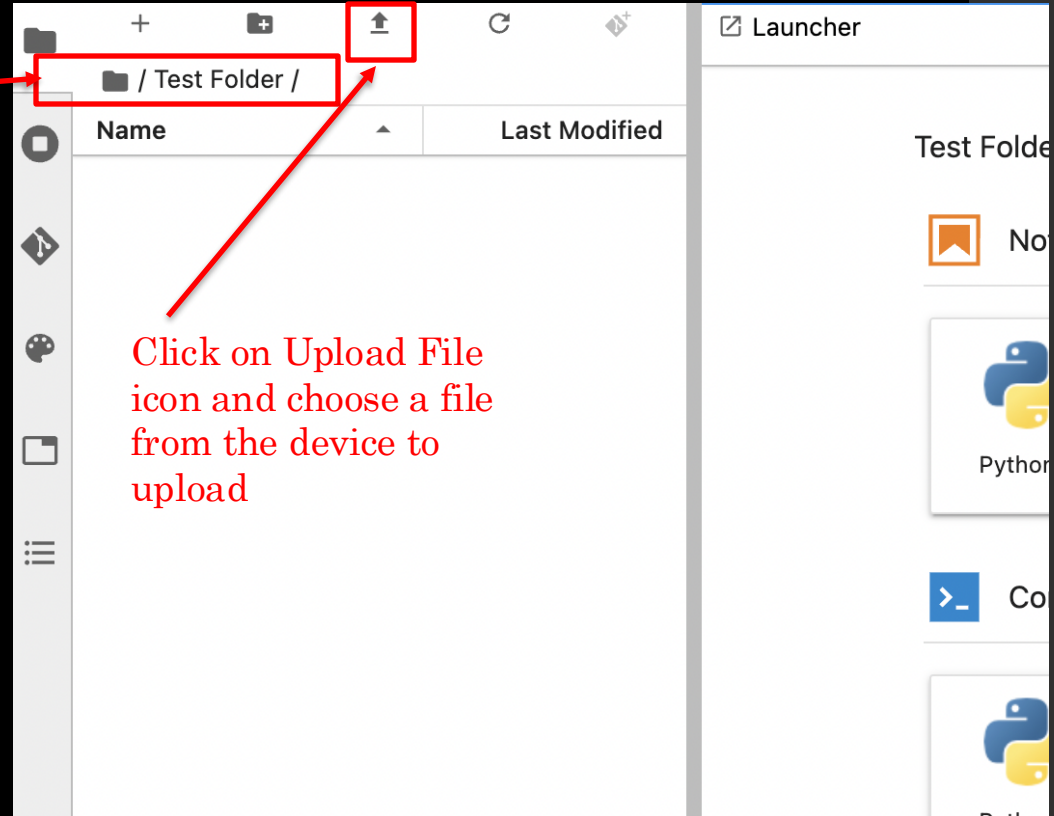 Launcher
/ Test Folder /
Name
Last Modified
Test Folde
No
Click on Upload File
icon and choose a file
from the device to
upload
Python
Co